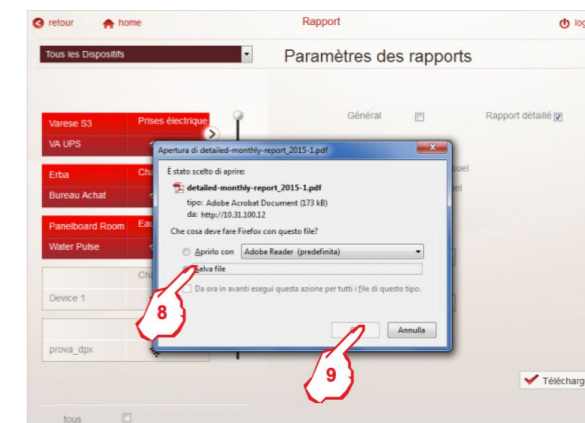 retour home Rapport log
Tous les Dispositifs
Paramètres des rapports
Général Rapport détaillé
Varese S3 Prises électrique
VA UPS
Erba
Bureau Achat
Panelboard Room Eau
Water Pulse
Device 1
prova_dpx
tous
Apertura di detailed-monthly-report_2015-1.pdf
È stato scelto di aprire:
detailed-monthly-report_2015-1.pdf
tipo: Adobe Acrobat Document (173 kB)
da: http://10.31.100.12
Che cosa deve fare Firefox con questo file?
Aprirlo con Adobe Reader (predefinita)
Salva file
Da ora in avanti esegui questa azione per tutti i file di questo tipo.
Annulla
8
9
Télécharg